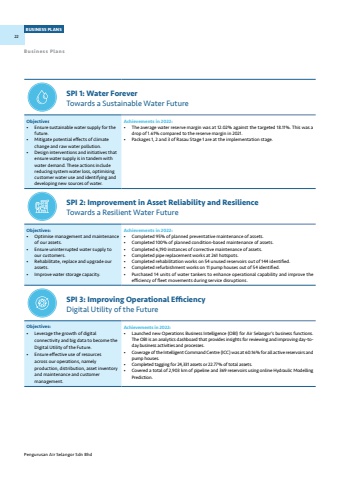 BUSINESS PLANS
22
Business Plans
SPI 1: Water Forever
Towards a Sustainable Water Future
Objectives
• Ensure sustainable water supply for the
future.
• Mitigate potential effects of climate
change and raw water pollution.
• Design interventions and initiatives that
ensure water supply is in tandem with
water demand. These actions include
reducing system water loss, optimising
customer water use and identifying and
developing new sources of water.
Achievements in 2022:
• The average water reserve margin was at 12.02% against the targeted 18.11%. This was a
drop of 1.49% compared to the reserve margin in 2021.
• Packages 1, 2 and 3 of Rasau Stage 1 are at the implementation stage.
SPI 2: Improvement in Asset Reliability and Resilience
Towards a Resilient Water Future
Objectives:
• Optimise management and maintenance
of our assets.
• Ensure uninterrupted water supply to
our customers.
• Rehabilitate, replace and upgrade our
assets.
• Improve water storage capacity.
Achievements in 2022:
• Completed 95% of planned preventative maintenance of assets.
• Completed 100% of planned condition-based maintenance of assets.
• Completed 6,190 instances of corrective maintenance of assets.
• Completed pipe replacement works at 261 hotspots.
• Completed rehabilitation works on 54 unused reservoirs out of 144 identified.
• Completed refurbishment works on 11 pump houses out of 54 identified.
• Purchased 14 units of water tankers to enhance operational capability and improve the
efficiency of fleet movements during service disruptions.
SPI 3: Improving Operational Efficiency
Digital Utility of the Future
Objectives:
• Leverage the growth of digital
connectivity and big data to become the
Digital Utility of the Future.
• Ensure effective use of resources
across our operations, namely
production, distribution, asset inventory
and maintenance and customer
management.
Achievements in 2022:
• Launched new Operations Business Intelligence (OBI) for Air Selangor's business functions.
The OBI is an analytics dashboard that provides insights for reviewing and improving day-to-
day business activities and processes.
• Coverage of the Intelligent Command Centre (ICC) was at 60.16% for all active reservoirs and
pump houses.
• Completed tagging for 24,351 assets or 22.77% of total assets.
• Covered a total of 2,903 km of pipeline and 369 reservoirs using online Hydraulic Modelling
Prediction.
Pengurusan Air Selangor Sdn Bhd